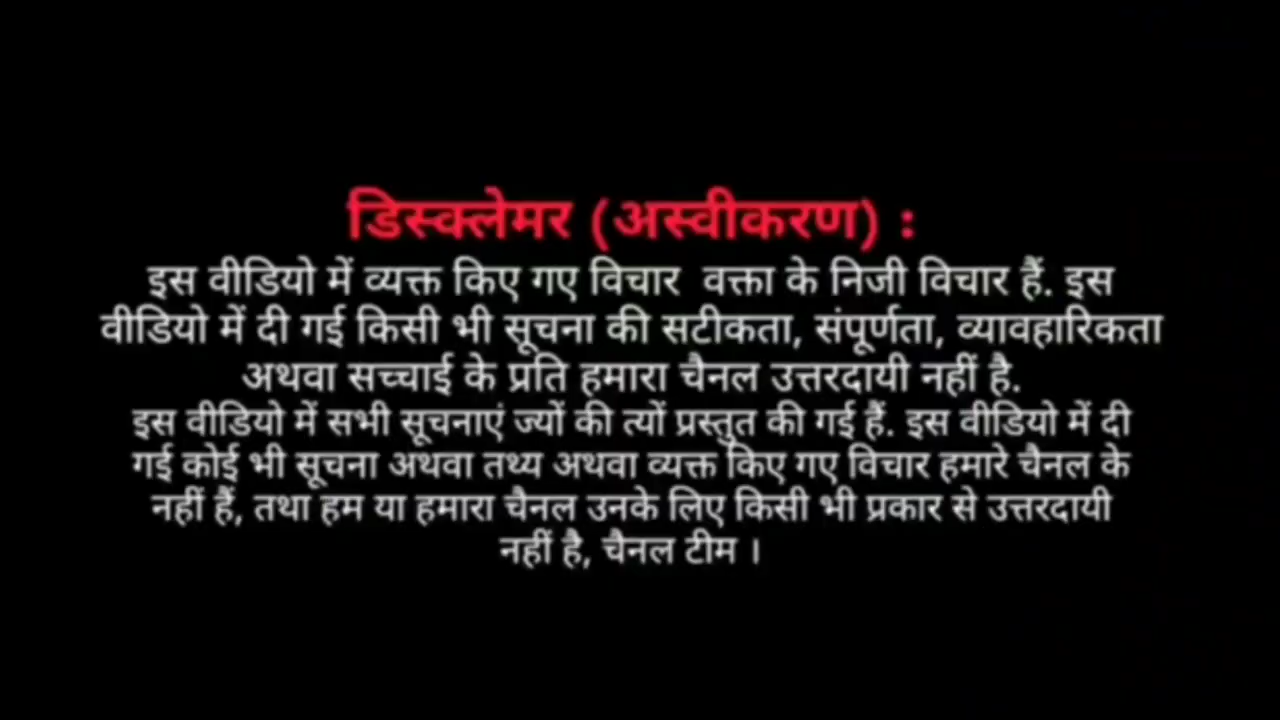 डिस्क्लेमर (अस्वीकरण) :
इस वीडियो में व्यक्त किए गए विचार वक्ता के निजी विचार हैं. इस
वीडियो में दी गई किसी भी सूचना की सटीकता, संपूर्णता, व्यावहारिकता
अथवा सच्चाई के प्रति हमारा चैनल उत्तरदायी नहीं है.
इस वीडियो में सभी सूचनाएं ज्यों की त्यों प्रस्तुत की गई हैं. इस वीडियो में दी
गई कोई भी सूचना अथवा तथ्य अथवा व्यक्त किए गए विचार हमारे चैनल के
नहीं हैं, तथा हम या हमारा चैनल उनके लिए किसी भी प्रकार से उत्तरदायी
नहीं है, चैनल टीम ।